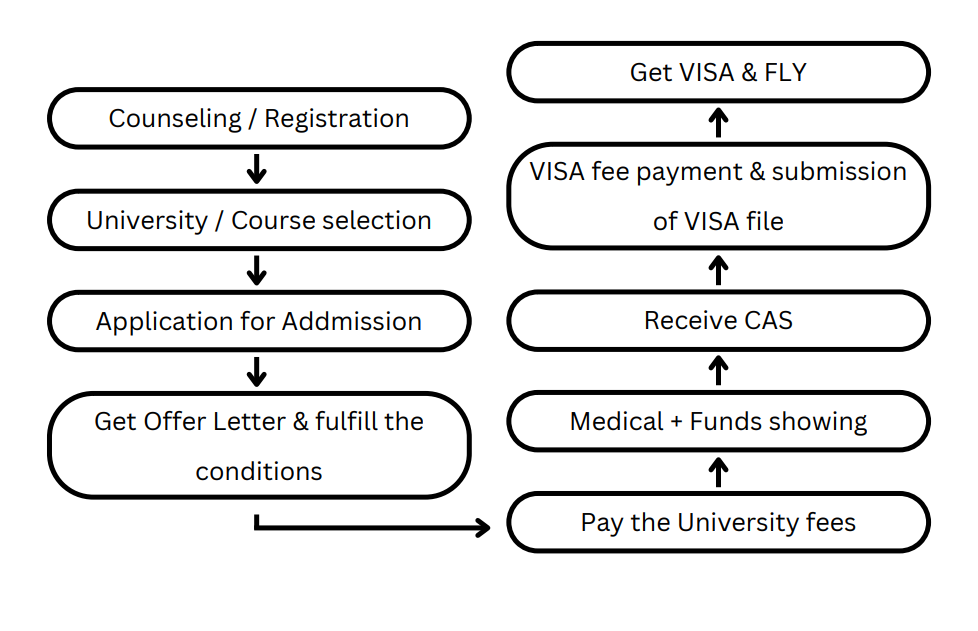 Counseling / Registration
University / Course selection
Application for Addmission
Get Offer Letter & fulfill the
conditions
Pay the University fees
Medical + Funds showing
Receive CAS
VISA fee payment & submission
of VISA file
Get VISA & FLY